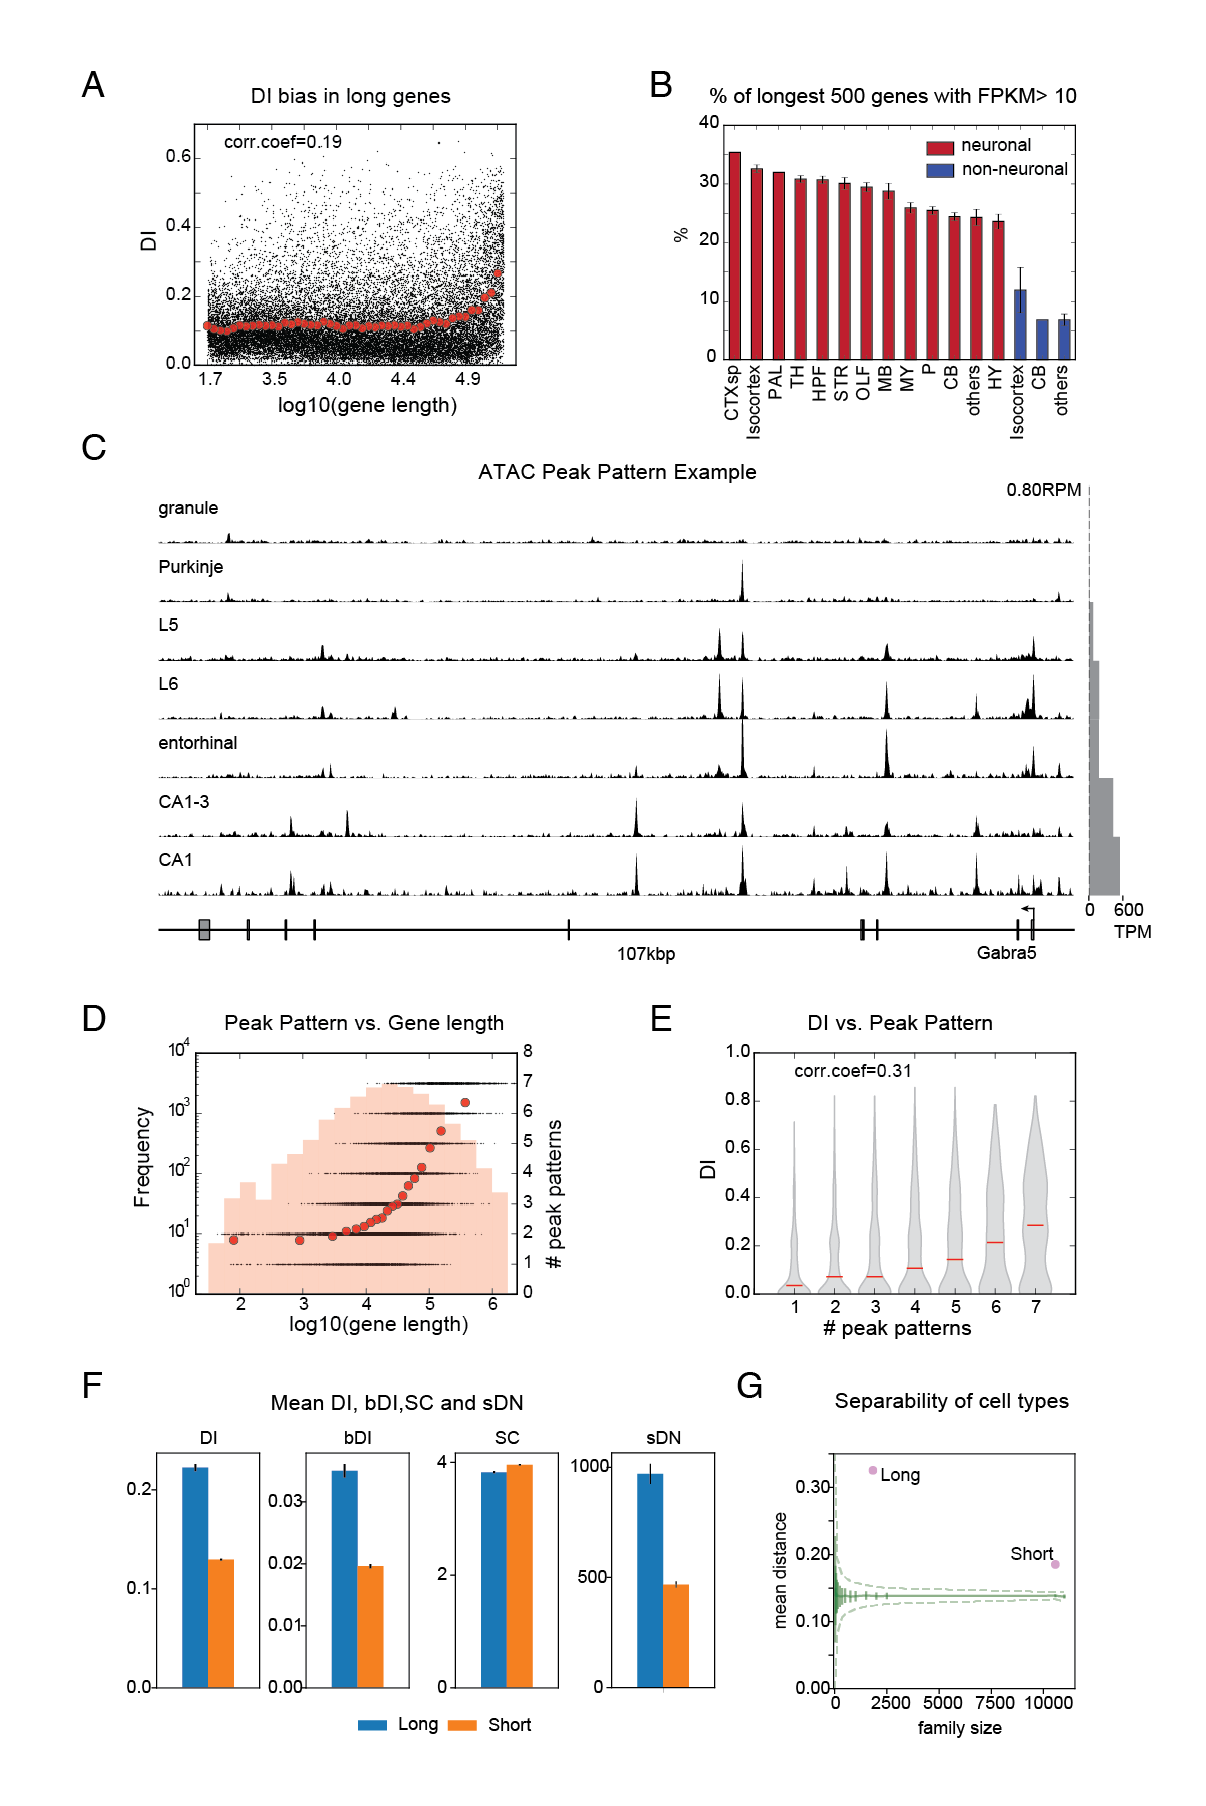 A
DI bias in long genes
corr.coef=0.19
DI
0.6
0.4
0.2
0.0
1.7 3.5 4.0 4.4 4.9
log10(gene length)
B
% of longest 500 genes with FPKM> 10
neuronal
non-neuronal
%
40
30
20
10
0
CTXsp Isocortex PAL TH HPF STR OLF MB MY P CB others HY Isocortex CB others
C
ATAC Peak Pattern Example
0.80RPM
granule
Purkinje
L5
L6
entorhinal
CA1-3
CA1
0 600
TPM
107kbp
Gabra5
D
Peak Pattern vs. Gene length
Frequency
10^4
10^3
10^2
10^1
10^0
8
7
6
5
4
3
2
1
0
# peak patterns
2 3 4 5 6
log10(gene length)
E
DI vs. Peak Pattern
corr.coef=0.31
DI
1.0
0.8
0.6
0.4
0.2
0.0
1 2 3 4 5 6 7
# peak patterns
F
Mean DI, bDI,SC and sDN
DI
0.2
0.1
0.0
bDI
0.03
0.02
0.01
0.00
SC
4
2
0
sDN
1000
500
0
Long Short
G
Separability of cell types
mean distance
0.30
0.20
0.10
0.00
Long
Short
0 2500 5000 7500 10000
family size